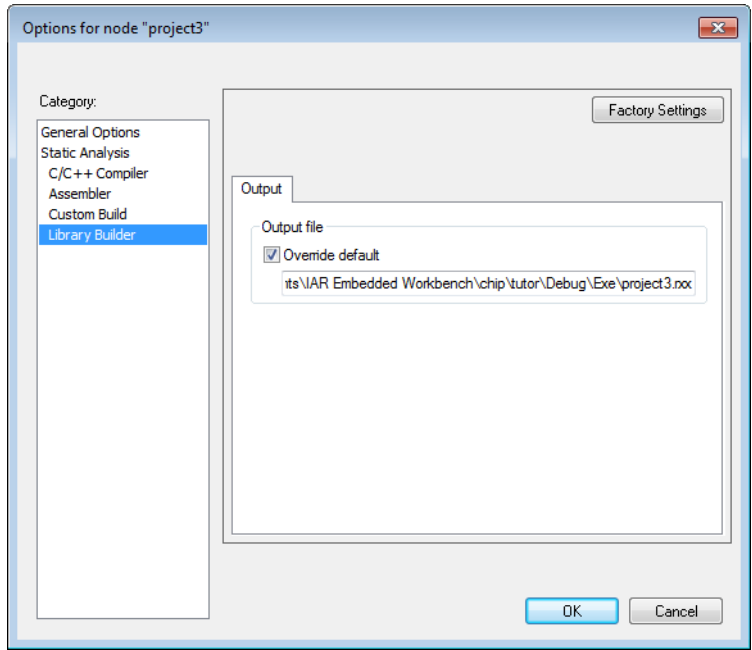 Options for node "project3"
Category:
Factory Settings
General Options
Static Analysis
C/C++ Compiler
Assembler
Custom Build
Library Builder
Output
Output file
Override default
nts\IAR Embedded Workbench\chip\tutor\Debug\Exe\project3.rxx
OK
Cancel